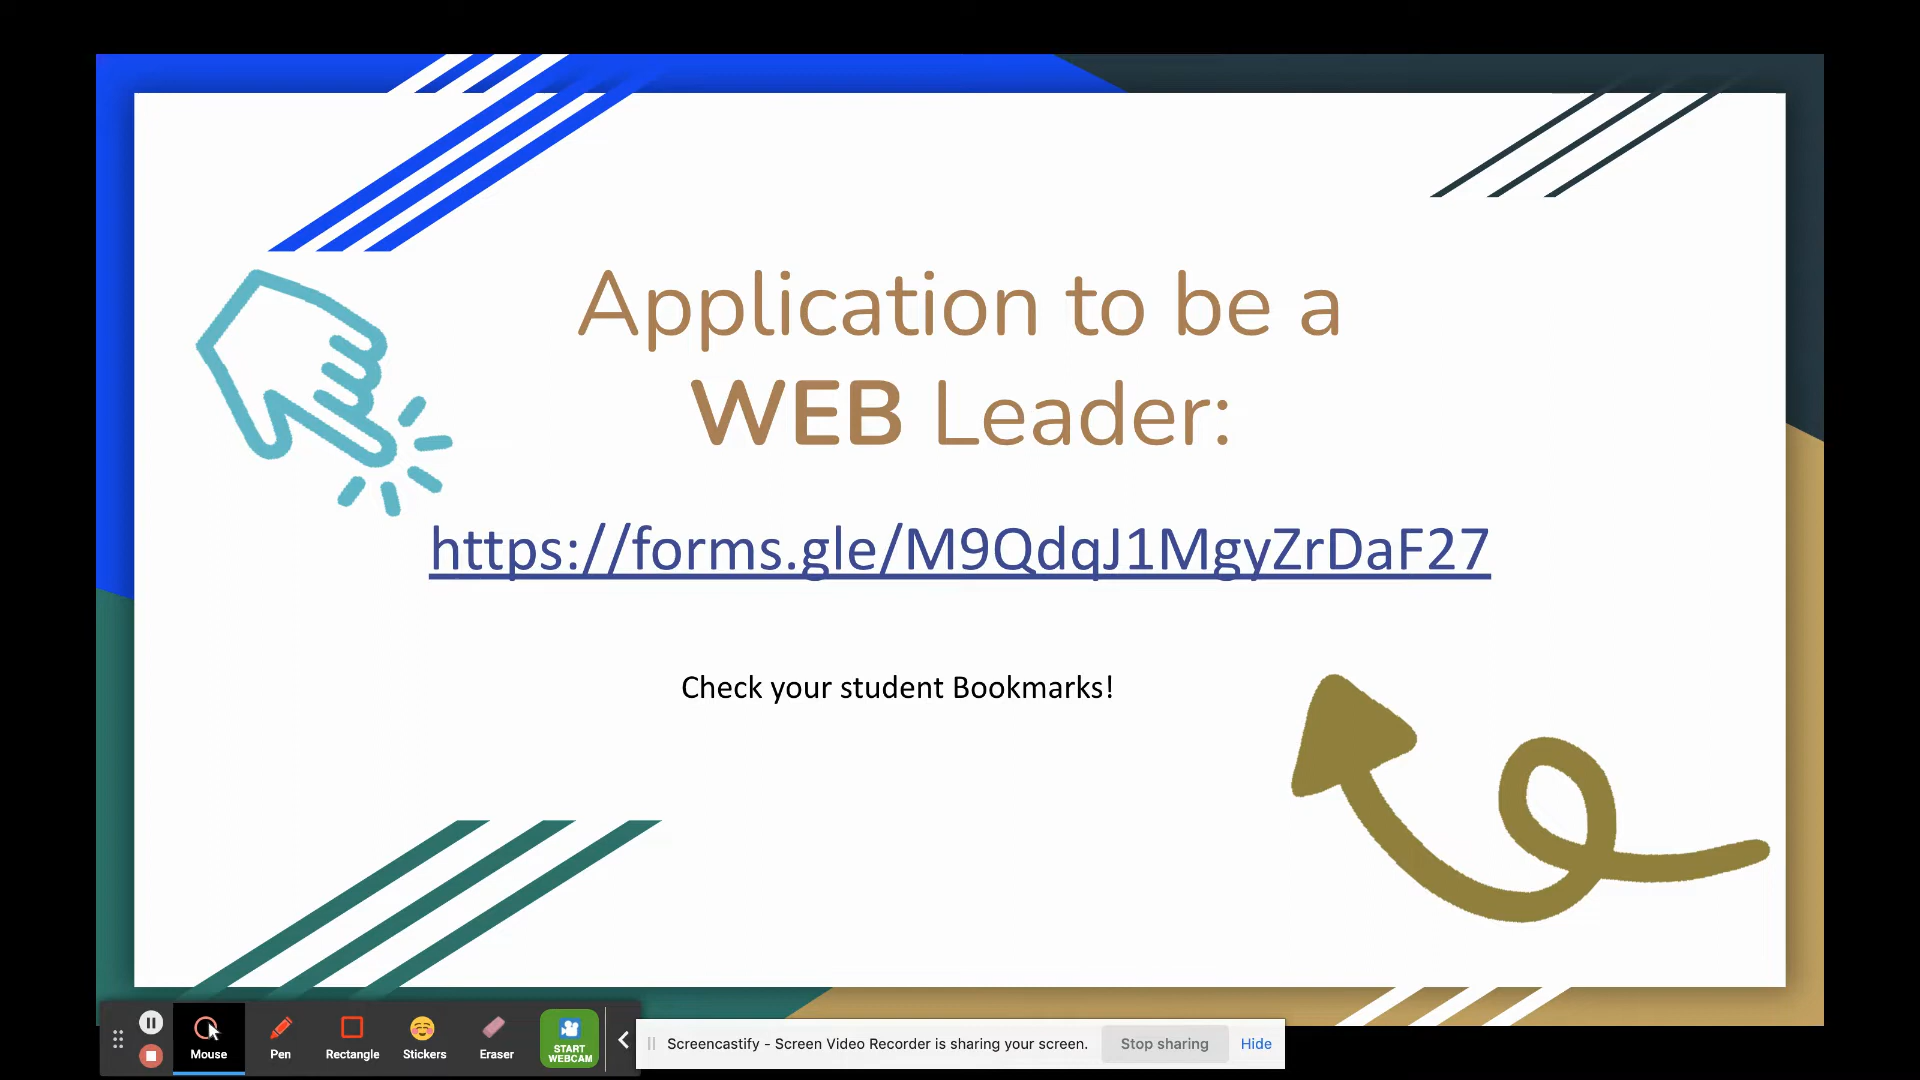 Application to be a
WEB Leader:
https://forms.gle/M9QdqJ1MgyZrDaF27
Check your student Bookmarks!
Mouse
Pen
Rectangle
Stickers
Eraser
START
WEBCAM
Screencastify - Screen Video Recorder is sharing your screen.
Stop sharing
Hide